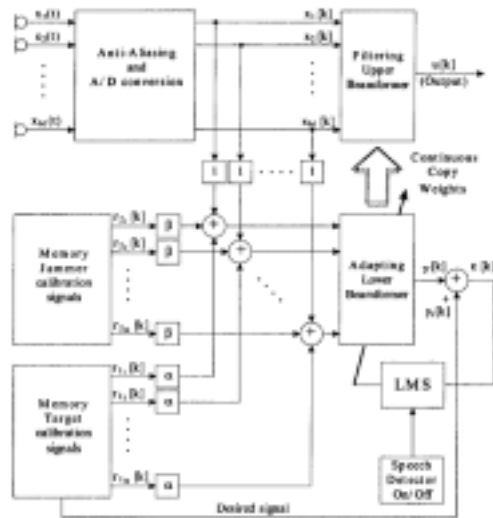 x₁(t)
x₂(t)
x_M(t)
Anti-Aliasing
and
A/D conversion
x₁[k]
x₂[k]
x_M[k]
Filtering
Upper
Beamformer
u[k]
(Output)
1
1
1
Continuous
Copy
Weights
Memory
Jammer
calibration
signals
β
β
β
Adapting
Lower
Beamformer
y[k]
e[k]
Memory
Target
calibration
signals
α
α
α
LMS
Speech
Detector
On/Off
Desired signal